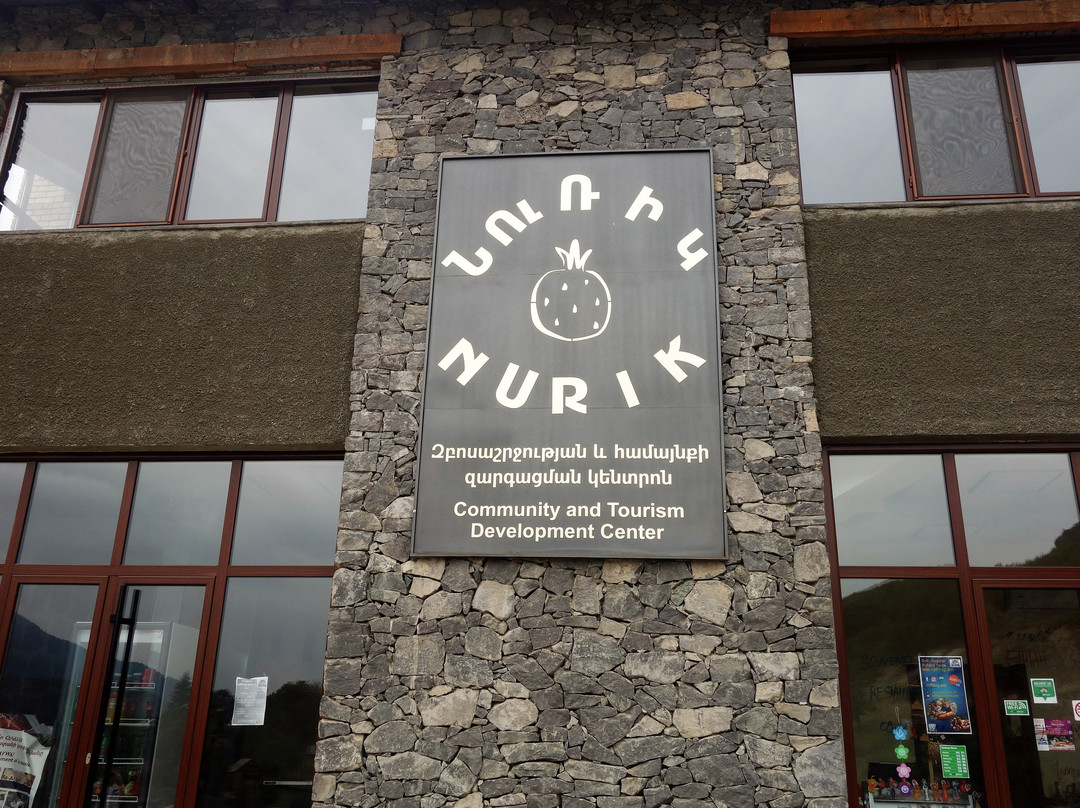 ՆՈՒՌԻԿ
NURIK
Զբոսաշրջության և համայնքի
զարգացման կենտրոն
Community and Tourism
Development Center